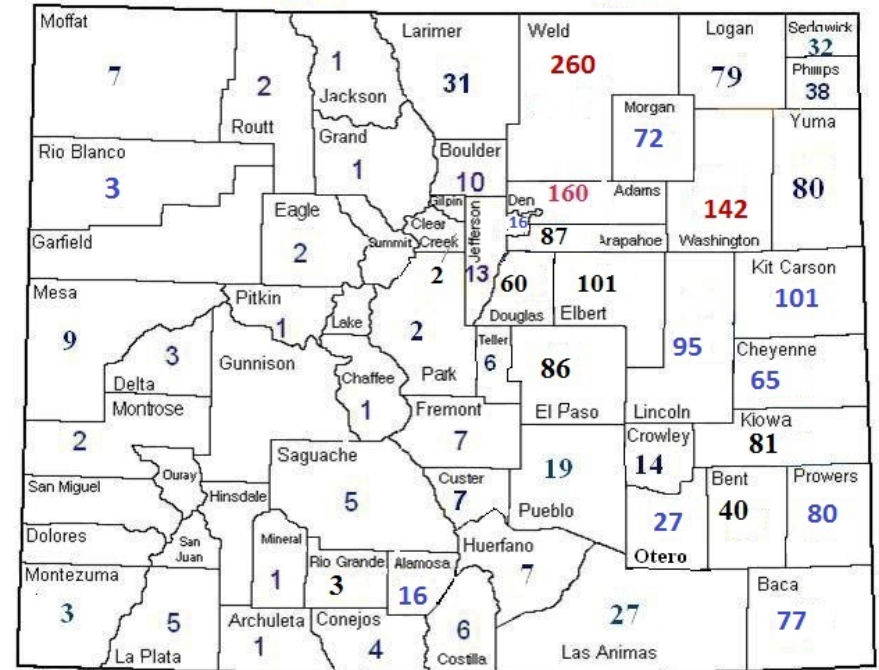 Moffat
7
2
Routt
1
Jackson
Larimer
31
Weld
260
Logan
79
Sedgwick
32
Phillips
38
Morgan
72
Yuma
80
Rio Blanco
3
Grand
1
Boulder
10
160
Adams
142
Washington
Garfield
Eagle
2
Summit
Gilpin
Clear
Creek
2
Jefferson
13
Den
16
87
Arapahoe
Kit Carson
101
Mesa
9
Pitkin
1
Lake
2
Park
60
Douglas
101
Elbert
95
Lincoln
Cheyenne
65
3
Delta
Gunnison
Chaffee
1
Teller
6
86
El Paso
Montrose
2
Fremont
7
Crowley
14
Kiowa
81
San Miguel
Ouray
Hinsdale
Saguache
5
Custer
7
19
Pueblo
27
Otero
Bent
40
Prowers
80
Dolores
San
Juan
Mineral
1
Rio Grande
3
Alamosa
16
Huerfano
7
Montezuma
3
5
La Plata
Archuleta
1
Conejos
4
6
Costilla
27
Las Animas
Baca
77